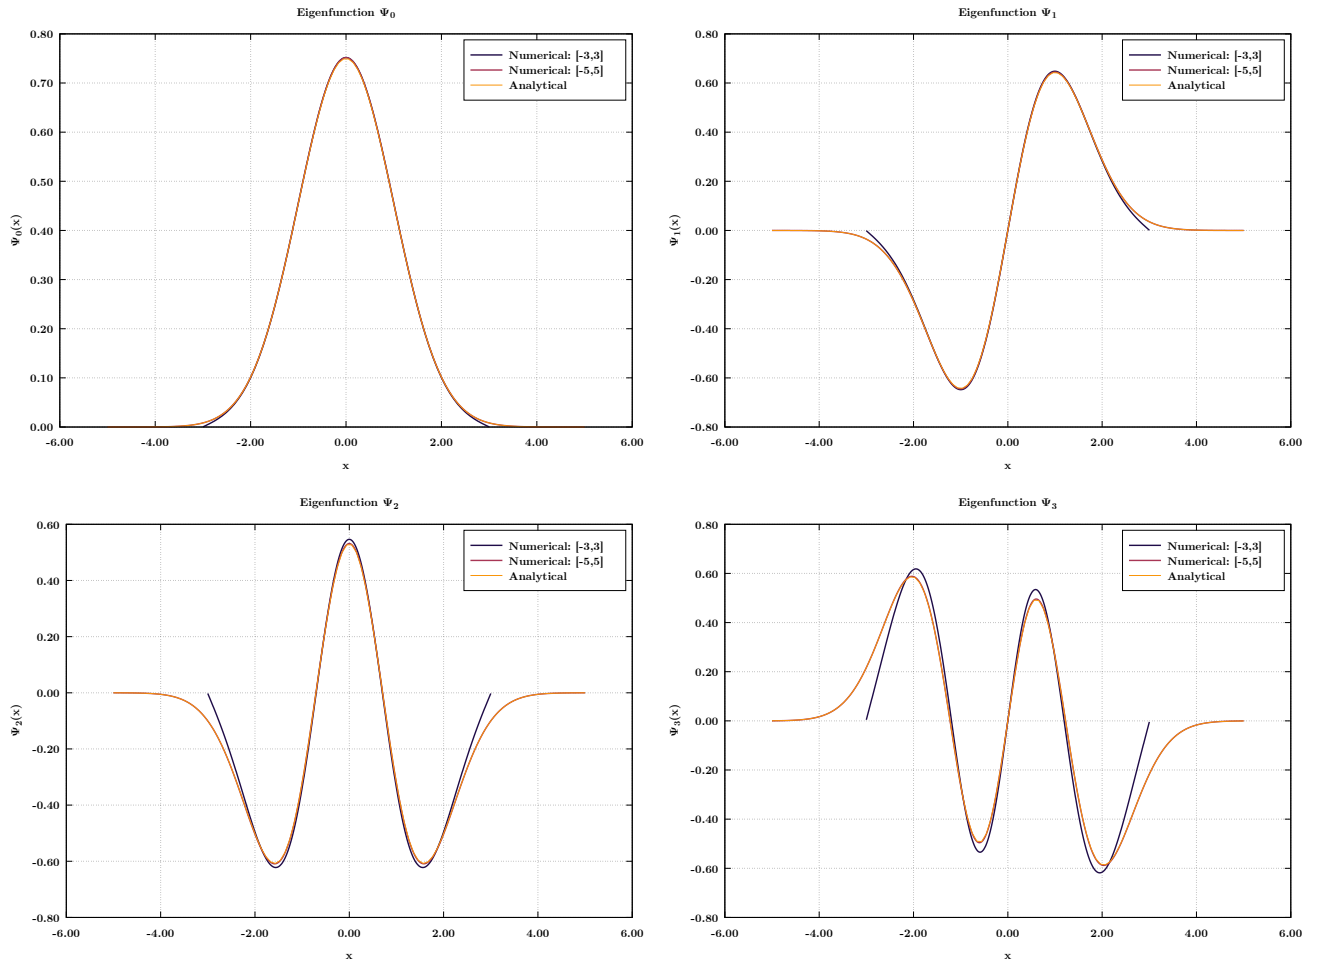 Eigenfunction Ψ₀
Numerical: [-3,3]
Numerical: [-5,5]
Analytical
Ψ₀(x)
0.80
0.70
0.60
0.50
0.40
0.30
0.20
0.10
0.00
-6.00 -4.00 -2.00 0.00 2.00 4.00 6.00
x
Eigenfunction Ψ₁
Numerical: [-3,3]
Numerical: [-5,5]
Analytical
Ψ₁(x)
0.80
0.60
0.40
0.20
0.00
-0.20
-0.40
-0.60
-0.80
-6.00 -4.00 -2.00 0.00 2.00 4.00 6.00
x
Eigenfunction Ψ₂
Numerical: [-3,3]
Numerical: [-5,5]
Analytical
Ψ₂(x)
0.60
0.40
0.20
0.00
-0.20
-0.40
-0.60
-0.80
-6.00 -4.00 -2.00 0.00 2.00 4.00 6.00
x
Eigenfunction Ψ₃
Numerical: [-3,3]
Numerical: [-5,5]
Analytical
Ψ₃(x)
0.80
0.60
0.40
0.20
0.00
-0.20
-0.40
-0.60
-0.80
-6.00 -4.00 -2.00 0.00 2.00 4.00 6.00
x